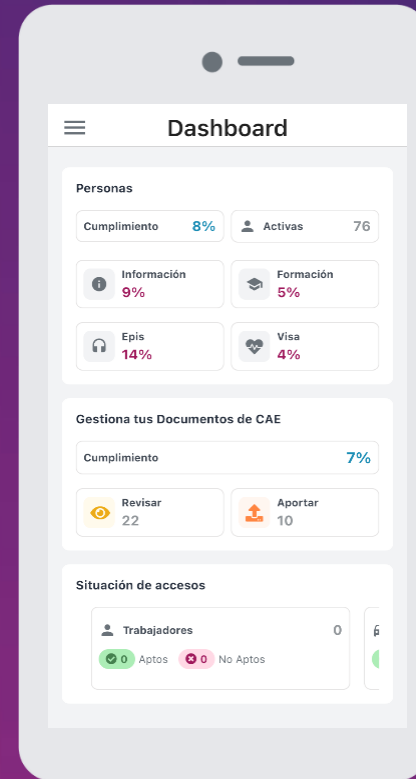 Dashboard
Personas
Cumplimiento 8%
Activas 76
Información
9%
Formación
5%
Epis
14%
Visa
4%
Gestiona tus Documentos de CAE
Cumplimiento 7%
Revisar
22
Aportar
10
Situación de accesos
Trabajadores 0
0 Aptos 0 No Aptos